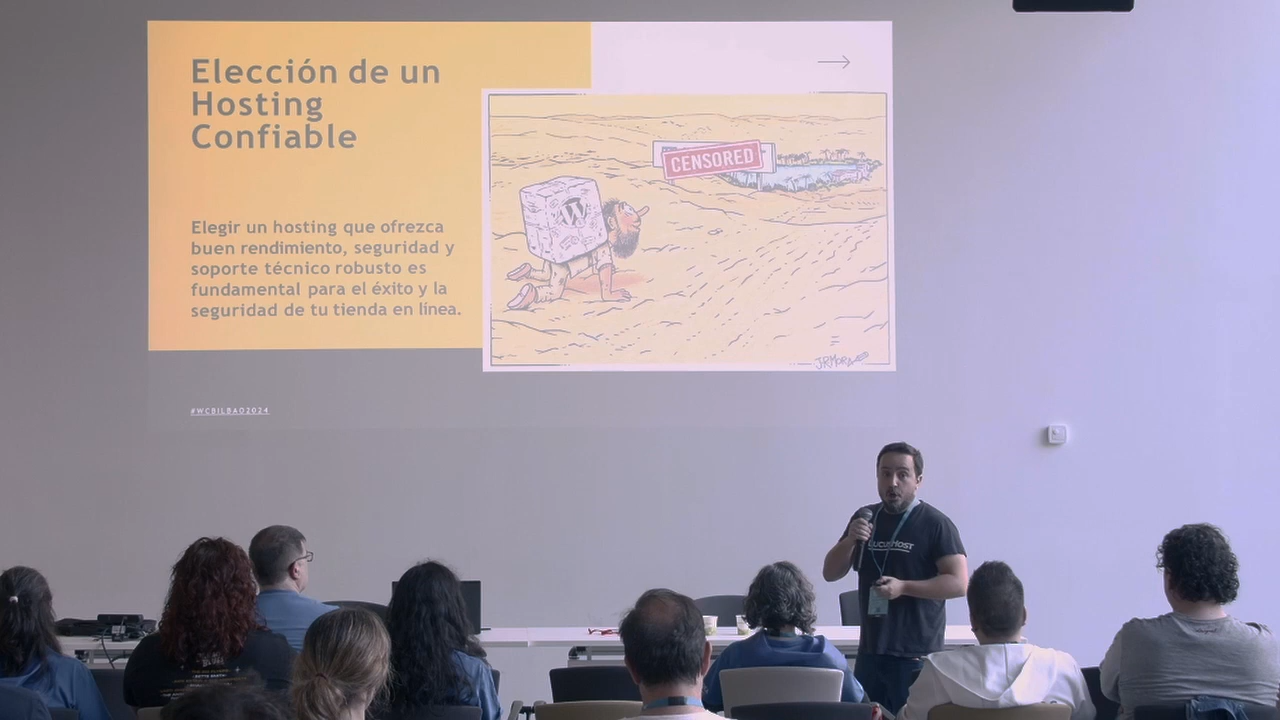 Elección de un
Hosting
Confiable
Elegir un hosting que ofrezca
buen rendimiento, seguridad y
soporte técnico robusto es
fundamental para el éxito y la
seguridad de tu tienda en línea.
CENSORED
W
J.R.MORA
#WCBILBAO2024